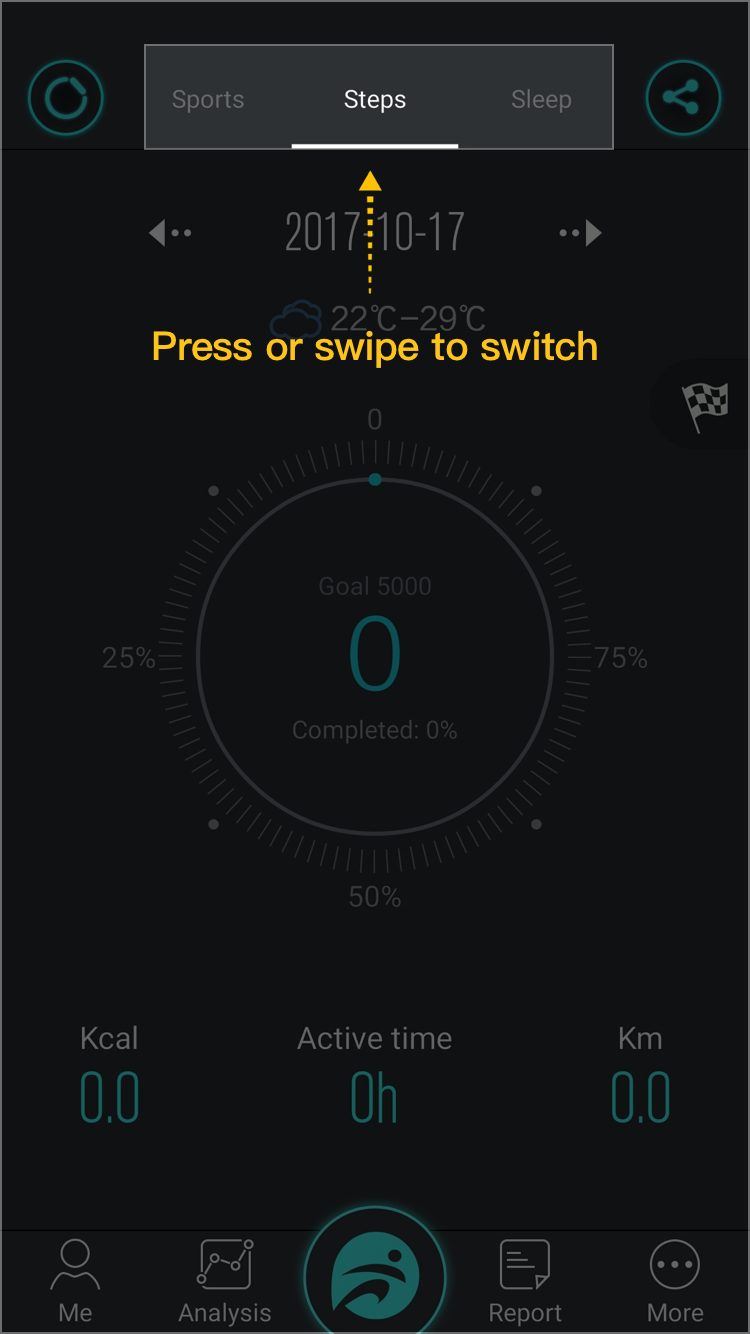 Sports Steps Sleep
2017-10-17
22℃–29℃
Press or swipe to switch
0
Goal 5000
0
25% 75%
Completed: 0%
50%
Kcal Active time Km
0.0 0h 0.0
Me Analysis Report More